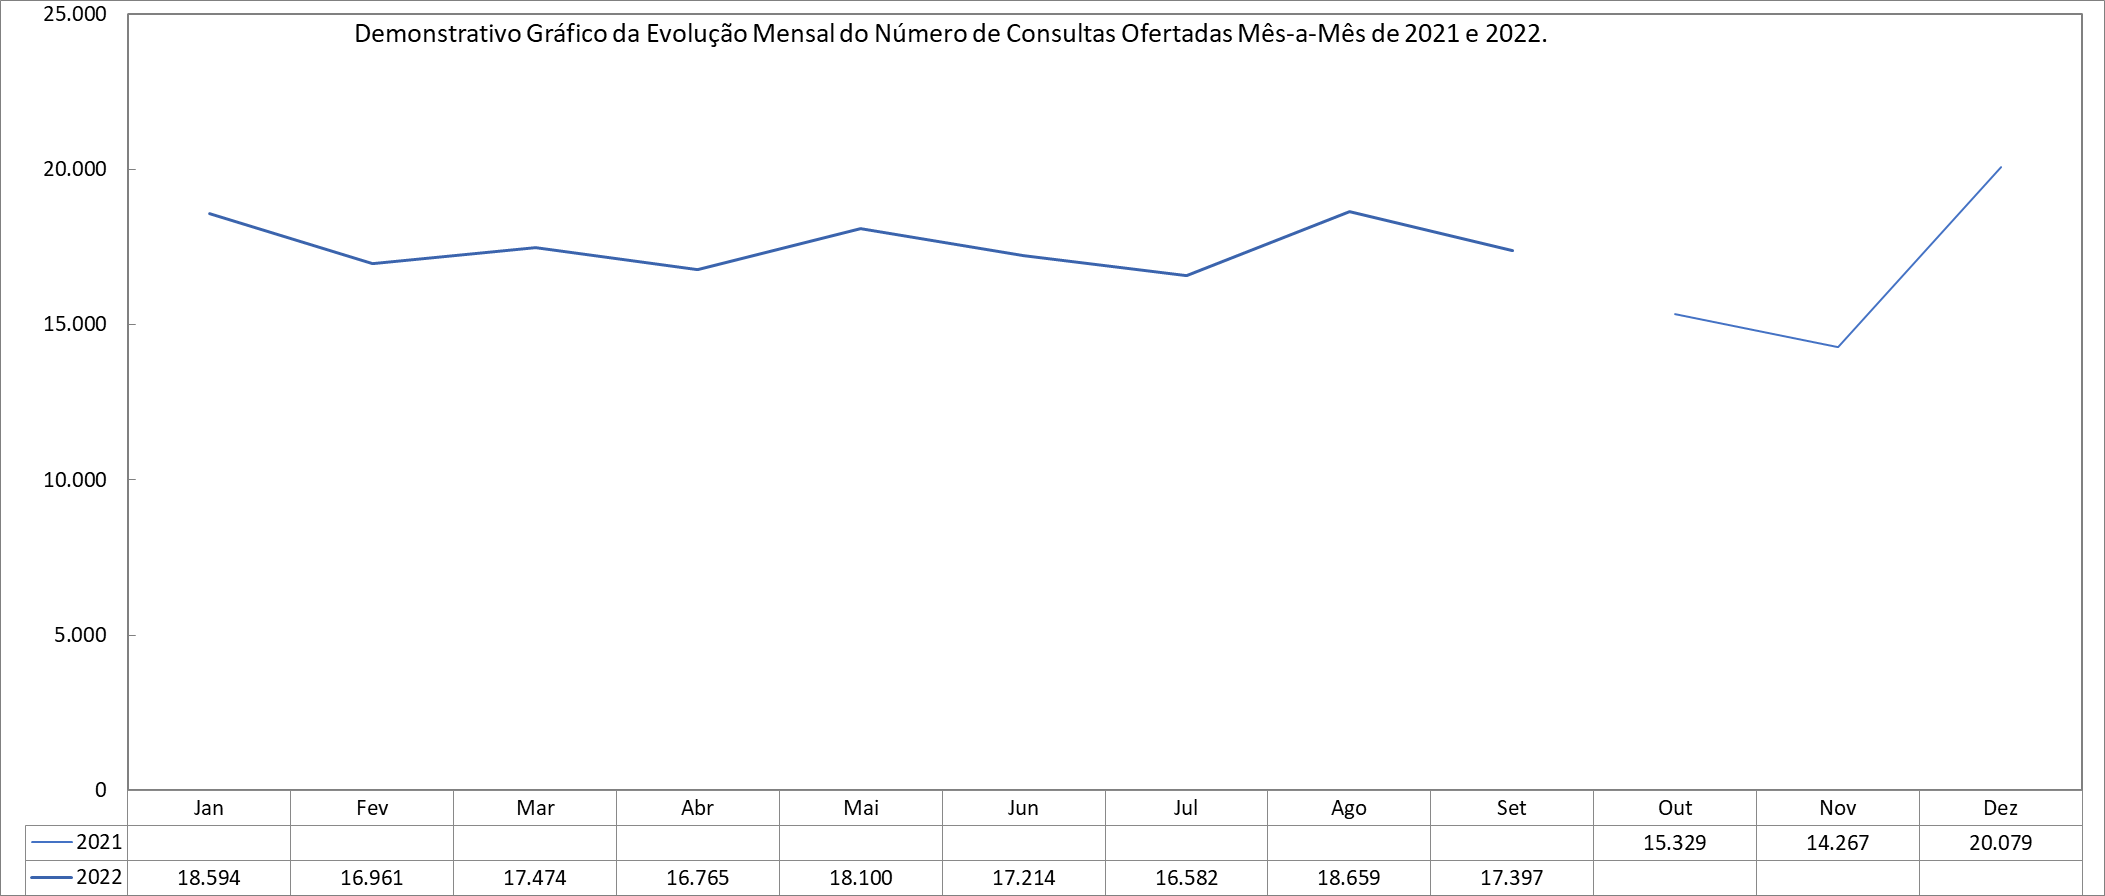 Demonstrativo Gráfico da Evolução Mensal do Número de Consultas Ofertadas Mês-a-Mês de 2021 e 2022.
25.000
20.000
15.000
10.000
5.000
0
Jan Fev Mar Abr Mai Jun Jul Ago Set Out Nov Dez
2021 15.329 14.267 20.079
2022 18.594 16.961 17.474 16.765 18.100 17.214 16.582 18.659 17.397